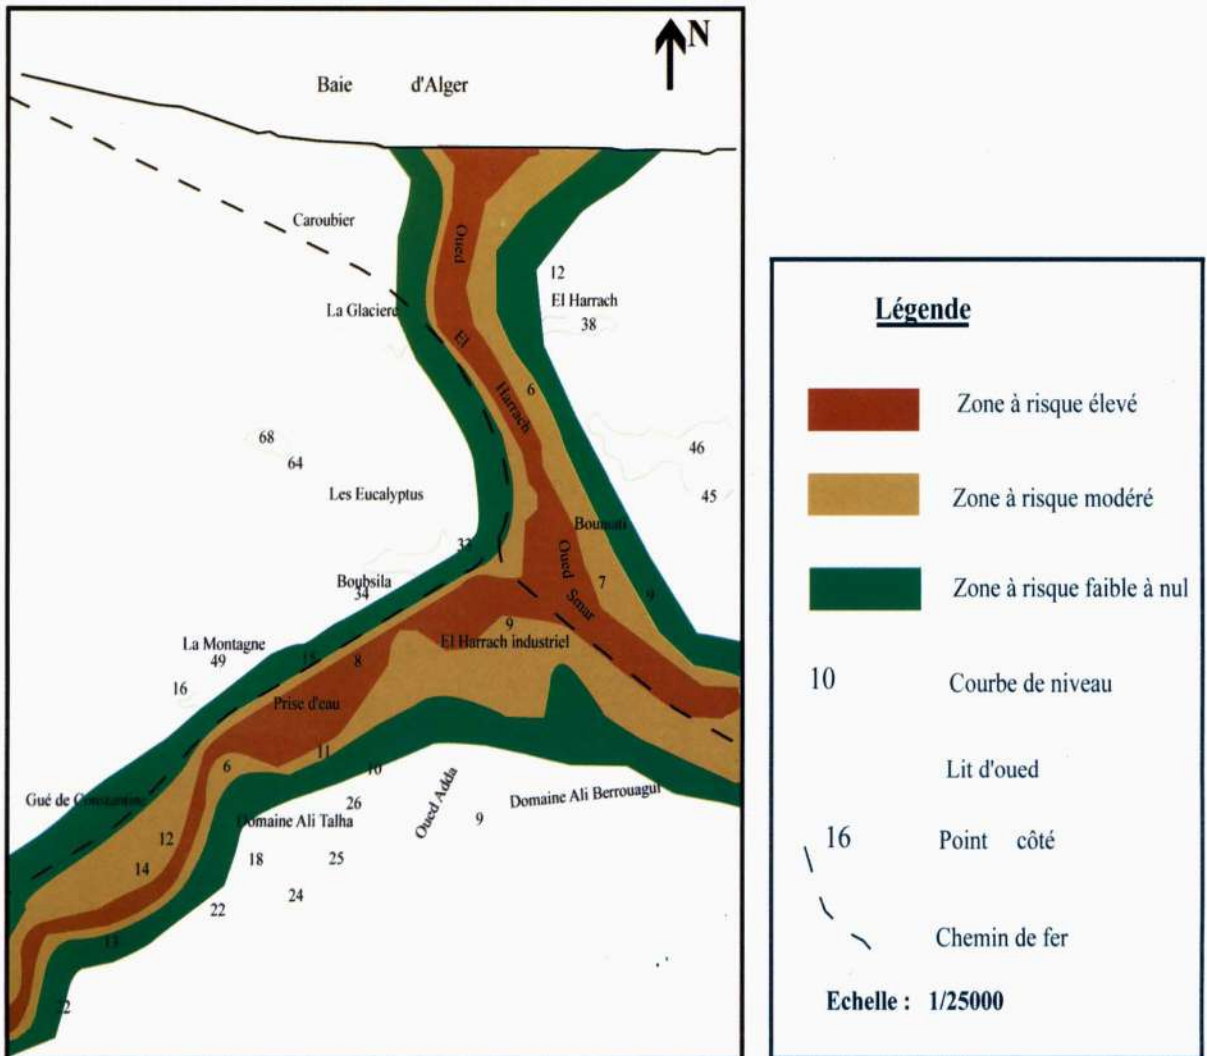 N
Baie d'Alger
Caroubier
Oued
12
La Glaciere
El Harrach
38
El
6
Harrach
68
64
46
45
Les Eucalyptus
Boumati
33
Oued
Boubsila
34
7
Smar
9
9
El Harrach industriel
La Montagne
49
15
8
16
Prise d'eau
11
6
10
Gué de Constantine
26
Oued Adda
Domaine Ali Berrouagui
Domaine Ali Talha
9
12
14
18
25
24
22
13
22
Légende
Zone à risque élevé
Zone à risque modéré
Zone à risque faible à nul
10 Courbe de niveau
Lit d'oued
16 Point côté
Chemin de fer
Echelle : 1/25000